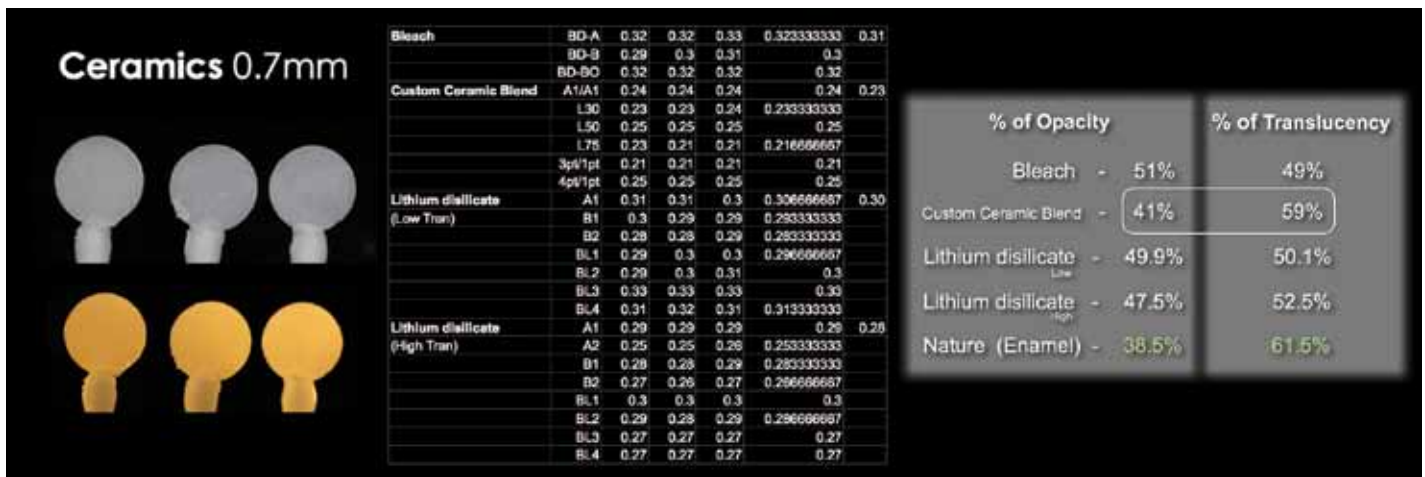 Ceramics 0.7mm
Bleach BD-A 0.32 0.32 0.33 0.323333333 0.31
BD-B 0.29 0.3 0.31 0.3
BD-BO 0.32 0.32 0.32 0.32
Custom Ceramic Blend A1/A1 0.24 0.24 0.24 0.24 0.23
L30 0.23 0.23 0.24 0.233333333
L50 0.25 0.25 0.25 0.25
L75 0.23 0.21 0.21 0.216666667
3pt/1pt 0.21 0.21 0.21 0.21
4pt/1pt 0.25 0.25 0.25 0.25
Lithium disilicate A1 0.31 0.31 0.3 0.306666667 0.30
(Low Tran) B1 0.3 0.29 0.29 0.293333333
B2 0.28 0.28 0.29 0.283333333
BL1 0.29 0.3 0.3 0.296666667
BL2 0.29 0.3 0.31 0.3
BL3 0.33 0.33 0.33 0.33
BL4 0.31 0.32 0.31 0.313333333
Lithium disilicate A1 0.29 0.29 0.29 0.29 0.28
(High Tran) A2 0.25 0.25 0.26 0.253333333
B1 0.28 0.28 0.29 0.283333333
B2 0.27 0.26 0.27 0.266666667
BL1 0.3 0.3 0.3 0.3
BL2 0.29 0.28 0.29 0.286666667
BL3 0.27 0.27 0.27 0.27
BL4 0.27 0.27 0.27 0.27
% of Opacity % of Translucency
Bleach - 51% 49%
Custom Ceramic Blend - 41% 59%
Lithium disilicate - 49.9% 50.1%
Low
Lithium disilicate - 47.5% 52.5%
High
Nature (Enamel) - 38.5% 61.5%